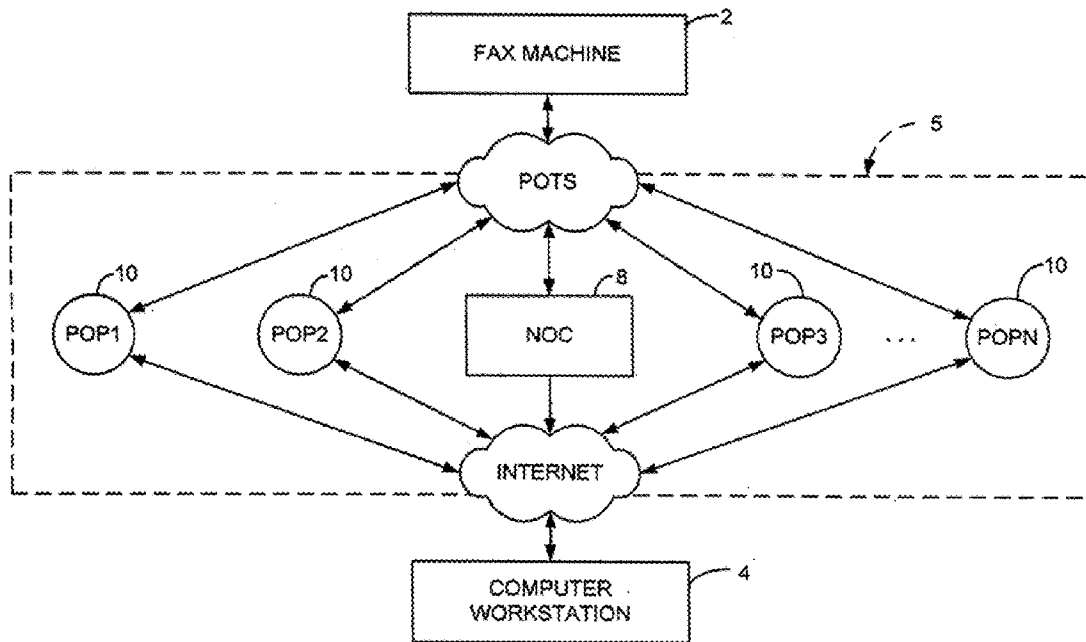 2
FAX MACHINE
5
POTS
10
10
8
10
10
POP1
POP2
NOC
POP3
...
POPN
INTERNET
COMPUTER
WORKSTATION
4